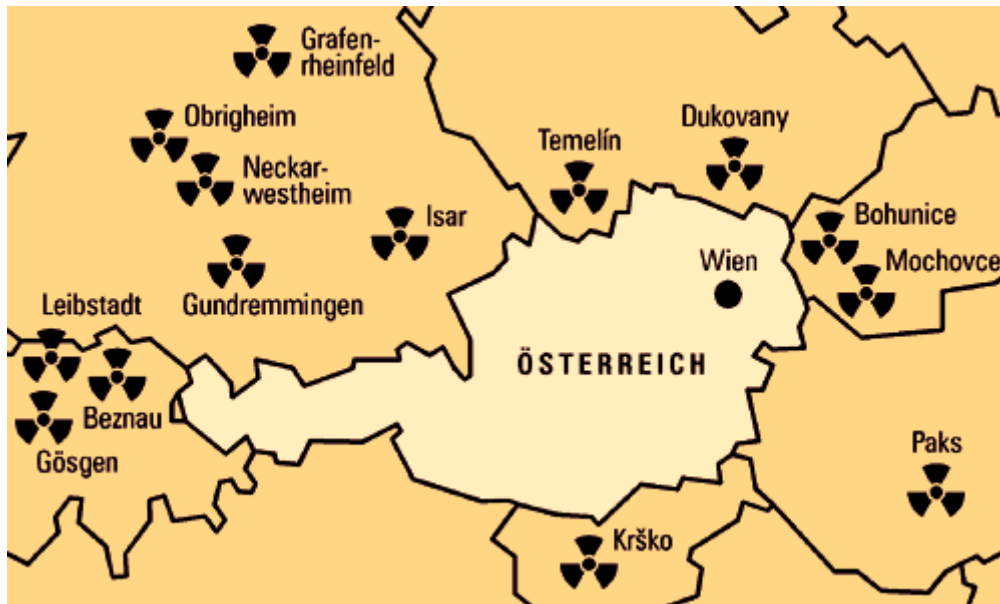 Grafen-
rheinfeld
Obrigheim
Neckar-
westheim
Isar
Gundremmingen
Temelín
Dukovany
Bohunice
Mochovce
Wien
Leibstadt
Beznau
Gösgen
ÖSTERREICH
Paks
Krško